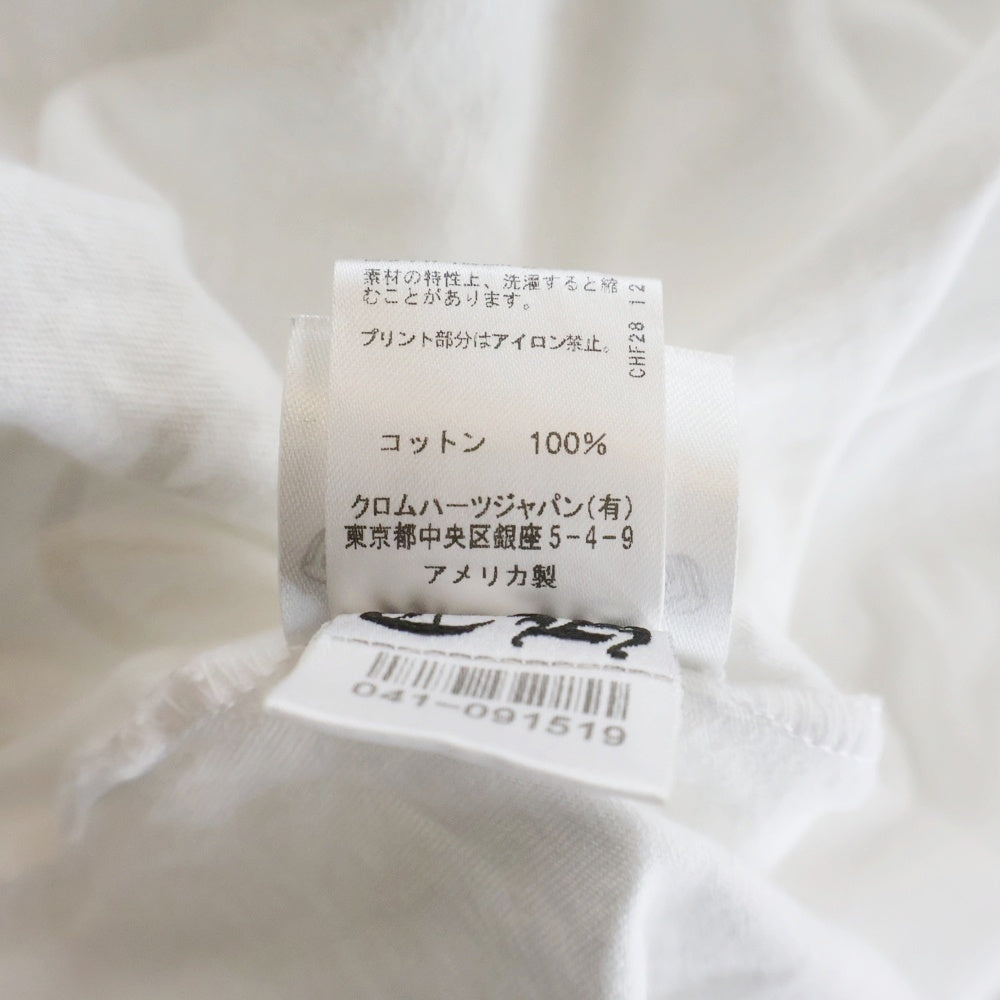 素材の特性上、洗濯すると縮
むことがあります。
プリント部分はアイロン禁止。
CHF28 12
コットン 100%
クロムハーツジャパン(有)
東京都中央区銀座5-4-9
アメリカ製
041-091519